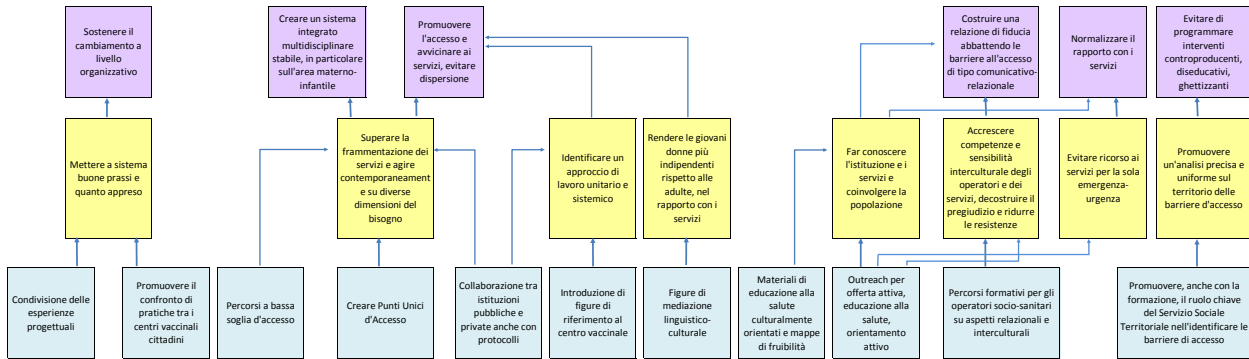 Sostenere il
cambiamento a
livello
organizzativo
Creare un sistema
integrato
multidisciplinare
stabile, in particolare
sull'area materno-
infantile
Promuovere
l'accesso e
avvicinare ai
servizi, evitare
dispersione
Costruire una
relazione di fiducia
abbattendo le
barriere all'accesso
di tipo comunicativo-
relazionale
Normalizzare il
rapporto con i
servizi
Evitare di
programmare
interventi
controproducenti,
diseducativi,
ghettizzanti
Mettere a sistema
buone prassi e
quanto appreso
Superare la
frammentazione dei
servizi e agire
contemporaneament
e su diverse
dimensioni del
bisogno
Identificare un
approccio di
lavoro unitario e
sistemico
Rendere le giovani
donne più
indipendenti
rispetto alle
adulte, nel
rapporto con i
servizi
Far conoscere
l'istituzione e i
servizi e
coinvolgere la
popolazione
Accrescere
competenze e
sensibilità
interculturale degli
operatori e dei
servizi, decostruire il
pregiudizio e ridurre
le resistenze
Evitare ricorso ai
servizi per la sola
emergenza-
urgenza
Promuovere
un'analisi precisa e
uniforme sul
territorio delle
barriere d'accesso
Condivisione delle
esperienze
progettuali
Promuovere il
confronto di
pratiche tra i
centri vaccinali
cittadini
Percorsi a bassa
soglia d'accesso
Creare Punti Unici
d'Accesso
Collaborazione tra
istituzioni
pubbliche e
private anche con
protocolli
Introduzione di
figure di
riferimento al
centro vaccinale
Figure di
mediazione
linguistico-
culturale
Materiali di
educazione alla
salute
culturalmente
orientati e mappe
di fruibilità
Outreach per
offerta attiva,
educazione alla
salute,
orientamento
attivo
Percorsi formativi per gli
operatori socio-sanitari
su aspetti relazionali e
interculturali
Promuovere, anche con la
formazione, il ruolo chiave
del Servizio Sociale
Territoriale nell'identificare le
barriere di accesso